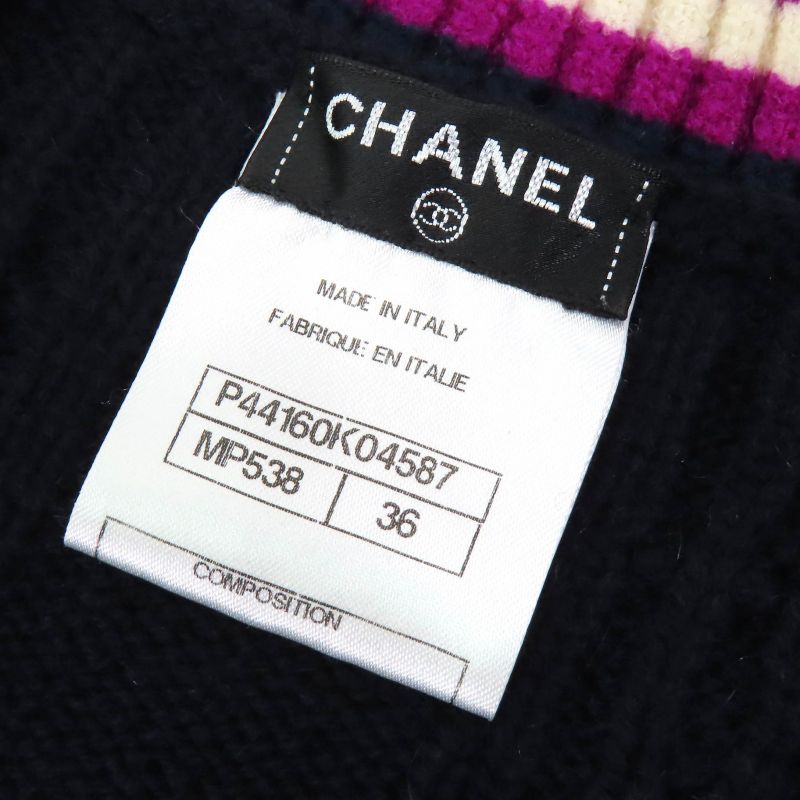 CHANEL
MADE IN ITALY
FABRIQUE EN ITALIE
P44160K04587
MP538 36
COMPOSITION